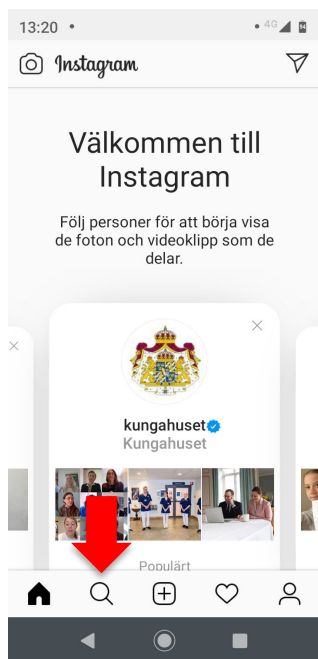 13:20
4G
94
Instagram
Välkommen till
Instagram
Följ personer för att börja visa
de foton och videoklipp som de
delar.
kungahuset
Kungahuset
Populärt